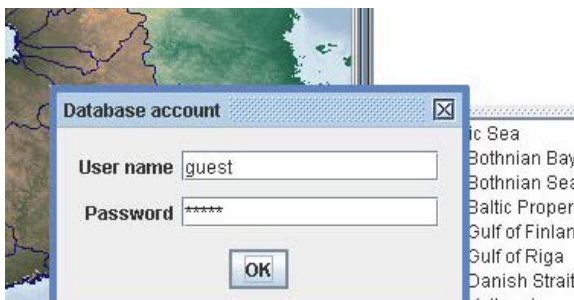 Database account
User name guest
Password *****
OK
ic Sea
Bothnian Bay
Bothnian Sea
Baltic Proper
Gulf of Finlan
Gulf of Riga
Danish Strait